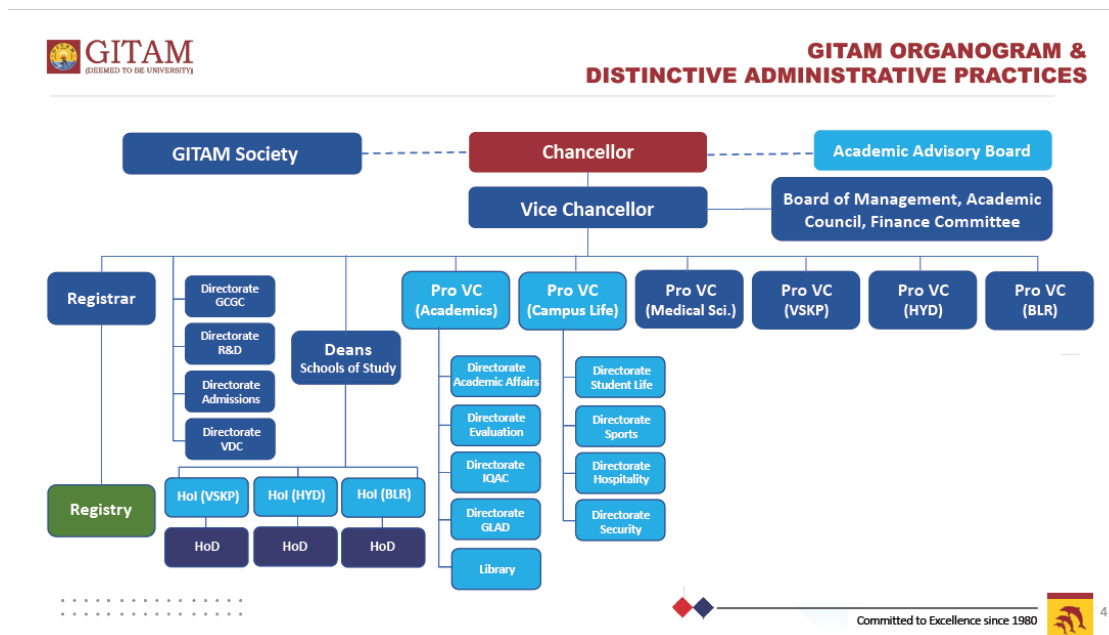 GITAM
(DEEMED TO BE UNIVERSITY)
GITAM ORGANOGRAM &
DISTINCTIVE ADMINISTRATIVE PRACTICES
GITAM Society
Chancellor
Academic Advisory Board
Vice Chancellor
Board of Management, Academic
Council, Finance Committee
Registrar
Directorate
GCGC
Directorate
R&D
Directorate
Admissions
Directorate
VDC
Deans
Schools of Study
Pro VC
(Academics)
Pro VC
(Campus Life)
Pro VC
(Medical Sci.)
Pro VC
(VSKP)
Pro VC
(HYD)
Pro VC
(BLR)
Directorate
Academic Affairs
Directorate
Evaluation
Directorate
IQAC
Directorate
GLAD
Library
Directorate
Student Life
Directorate
Sports
Directorate
Hospitality
Directorate
Security
Registry
HoI (VSKP)
HoI (HYD)
HoI (BLR)
HoD
HoD
HoD
Committed to Excellence since 1980
4